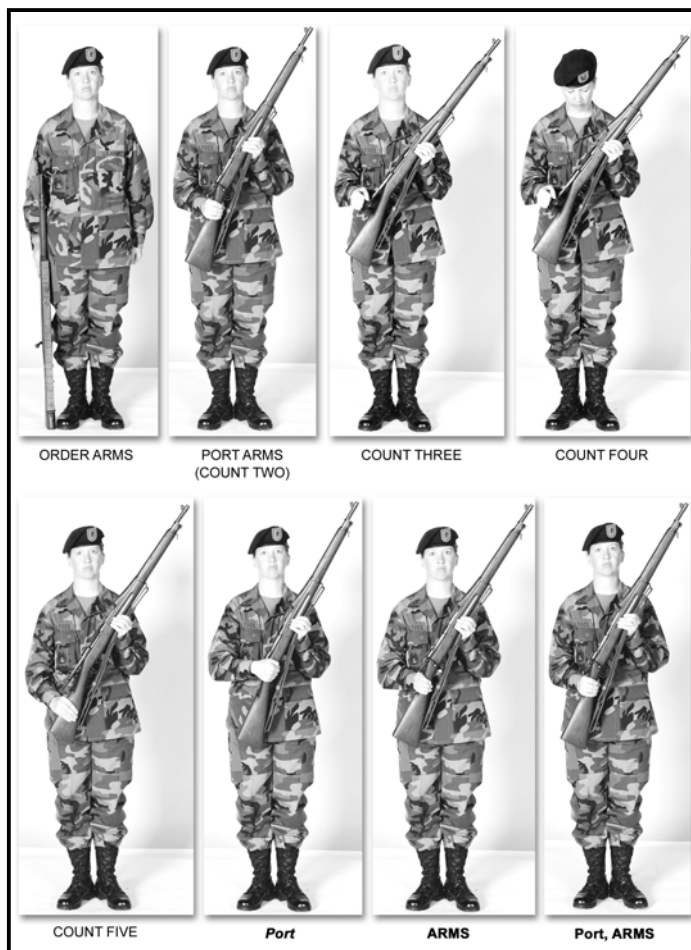 ORDER ARMS
PORT ARMS
(COUNT TWO)
COUNT THREE
COUNT FOUR
COUNT FIVE
Port
ARMS
Port, ARMS